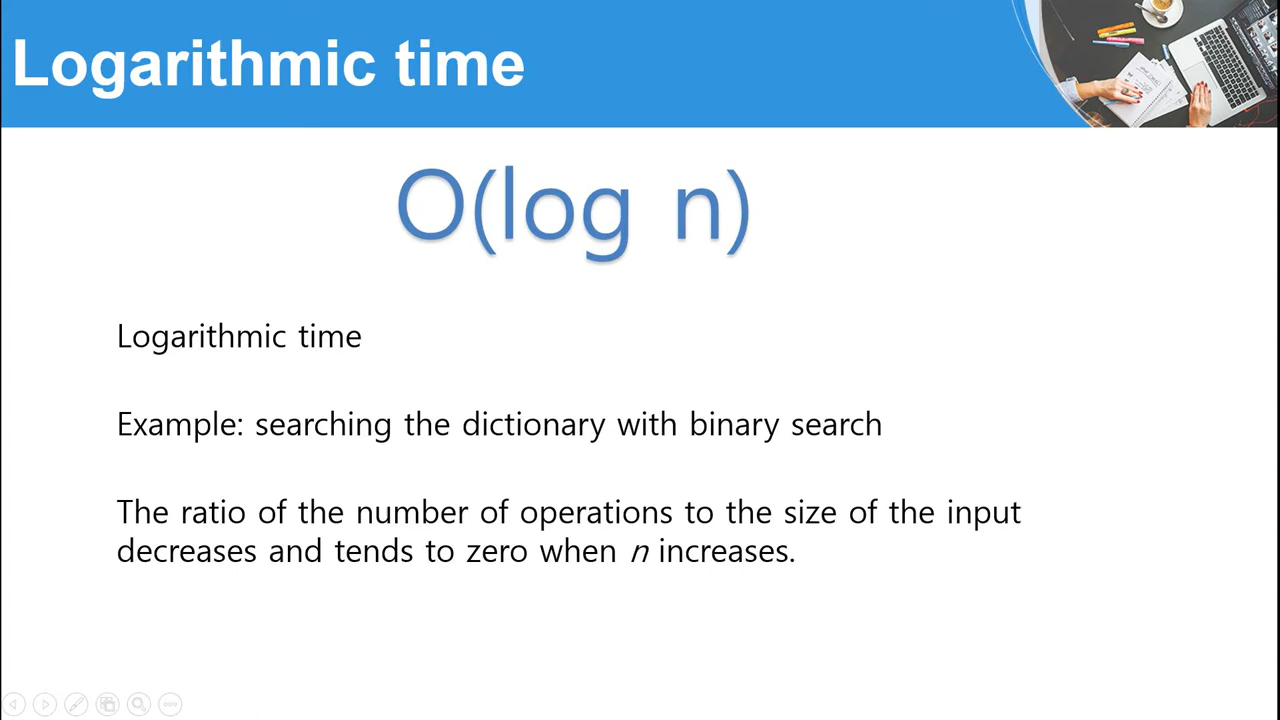 Logarithmic time
O(log n)
Logarithmic time
Example: searching the dictionary with binary search
The ratio of the number of operations to the size of the input
decreases and tends to zero when n increases.